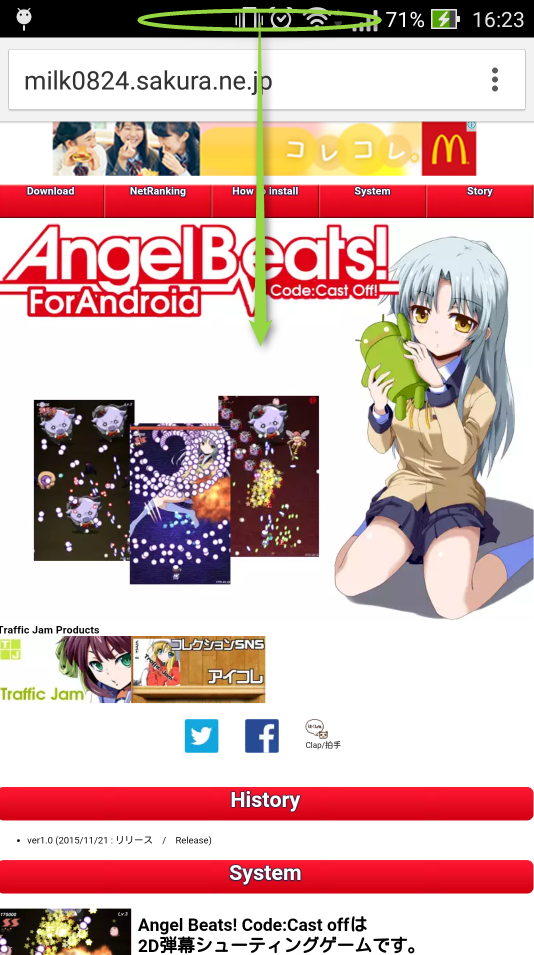 71% 16:23
milk0824.sakura.ne.jp
コレコレ。
Download NetRanking How to install System Story
Angel Beats!
ForAndroid Code:Cast Off!
Traffic Jam Products
T J
Traffic Jam
コレクションSNS
アイコレ
Clap/拍手
History
ver1.0 (2015/11/21 : リリース / Release)
System
Angel Beats! Code:Cast offは
2D弾幕シューティングゲームです。